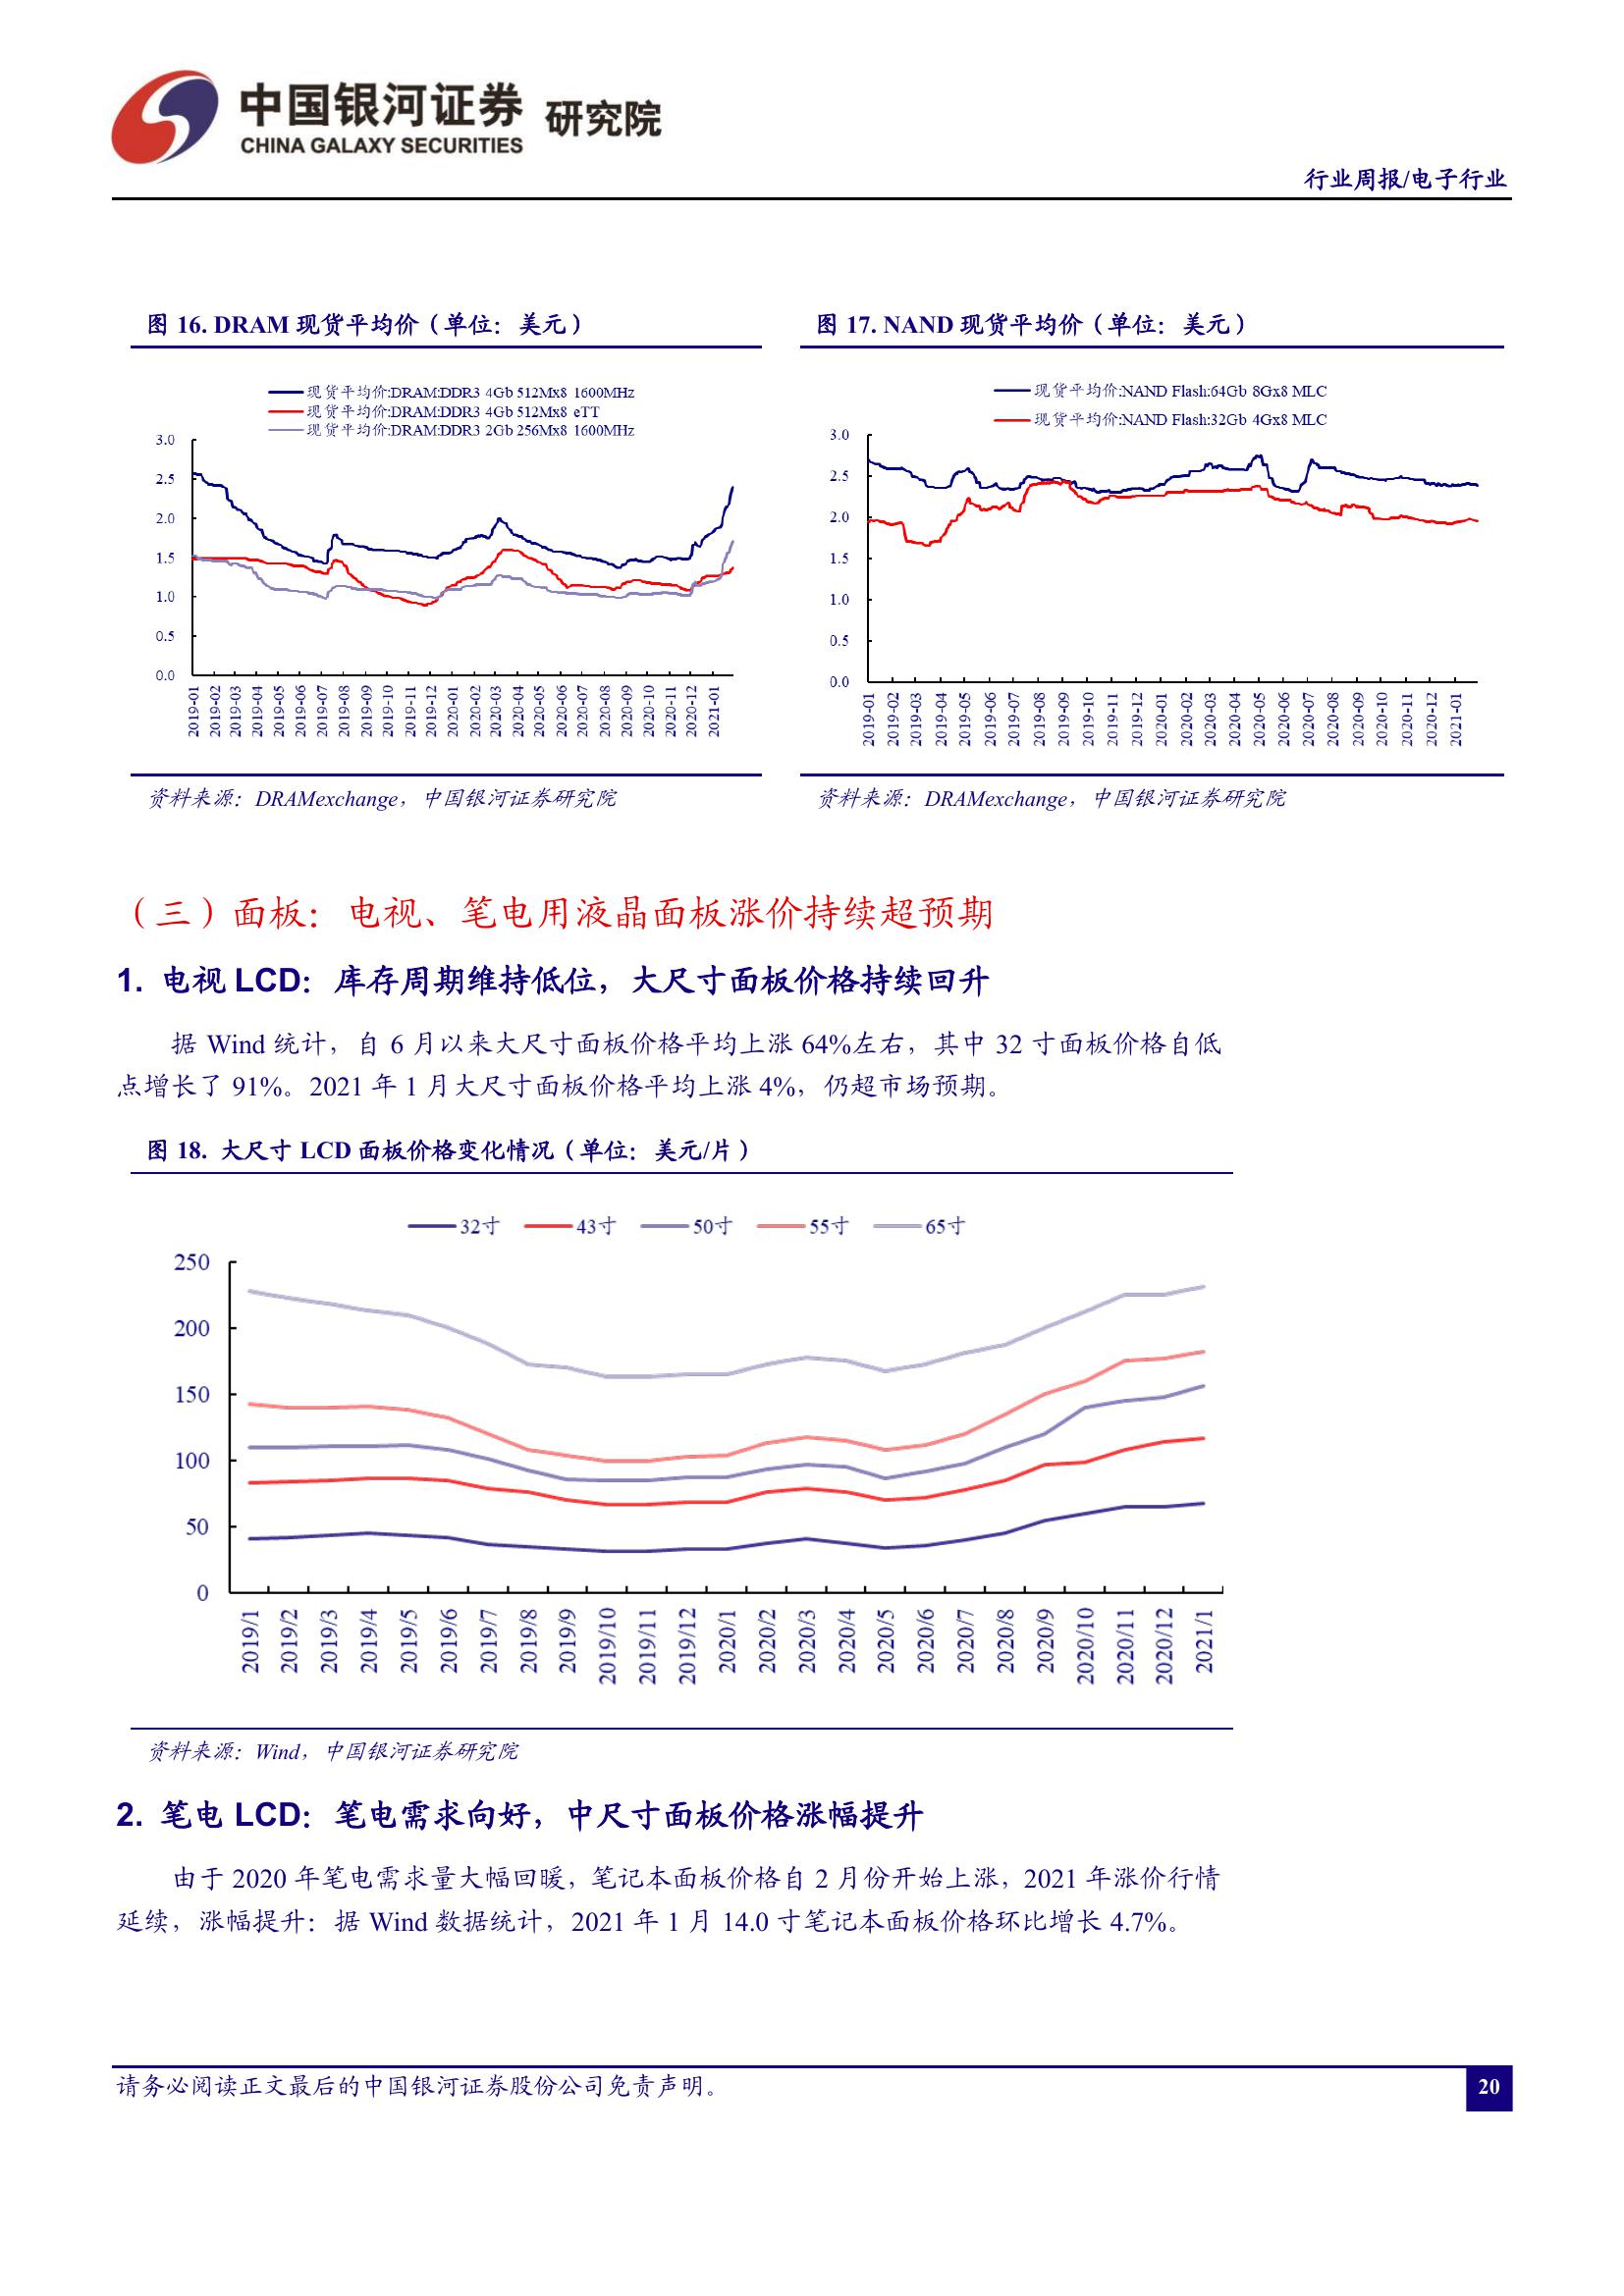 中国银河证券 研究院
CHINA GALAXY SECURITIES
行业周报/电子行业
图 16. DRAM 现货平均价（单位：美元）
现货平均价:DRAM:DDR3 4Gb 512Mx8 1600MHz
现货平均价:DRAM:DDR3 4Gb 512Mx8 eTT
现货平均价:DRAM:DDR3 2Gb 256Mx8 1600MHz
3.0
2.5
2.0
1.5
1.0
0.5
0.0
2019-01 2019-02 2019-03 2019-04 2019-05 2019-06 2019-07 2019-08 2019-09 2019-10 2019-11 2019-12 2020-01 2020-02 2020-03 2020-04 2020-05 2020-06 2020-07 2020-08 2020-09 2020-10 2020-11 2020-12 2021-01
资料来源：DRAMexchange，中国银河证券研究院
图 17. NAND 现货平均价（单位：美元）
现货平均价:NAND Flash:64Gb 8Gx8 MLC
现货平均价:NAND Flash:32Gb 4Gx8 MLC
3.0
2.5
2.0
1.5
1.0
0.5
0.0
2019-01 2019-02 2019-03 2019-04 2019-05 2019-06 2019-07 2019-08 2019-09 2019-10 2019-11 2019-12 2020-01 2020-02 2020-03 2020-04 2020-05 2020-06 2020-07 2020-08 2020-09 2020-10 2020-11 2020-12 2021-01
资料来源：DRAMexchange，中国银河证券研究院
（三）面板：电视、笔电用液晶面板涨价持续超预期
1. 电视 LCD：库存周期维持低位，大尺寸面板价格持续回升
据 Wind 统计，自 6 月以来大尺寸面板价格平均上涨 64%左右，其中 32 寸面板价格自低
点增长了 91%。2021 年 1 月大尺寸面板价格平均上涨 4%，仍超市场预期。
图 18. 大尺寸 LCD 面板价格变化情况（单位：美元/片）
32寸 43寸 50寸 55寸 65寸
250
200
150
100
50
0
2019/1 2019/2 2019/3 2019/4 2019/5 2019/6 2019/7 2019/8 2019/9 2019/10 2019/11 2019/12 2020/1 2020/2 2020/3 2020/4 2020/5 2020/6 2020/7 2020/8 2020/9 2020/10 2020/11 2020/12 2021/1
资料来源：Wind，中国银河证券研究院
2. 笔电 LCD：笔电需求向好，中尺寸面板价格涨幅提升
由于 2020 年笔电需求量大幅回暖，笔记本面板价格自 2 月份开始上涨，2021 年涨价行情
延续，涨幅提升：据 Wind 数据统计，2021 年 1 月 14.0 寸笔记本面板价格环比增长 4.7%。
请务必阅读正文最后的中国银河证券股份公司免责声明。
20